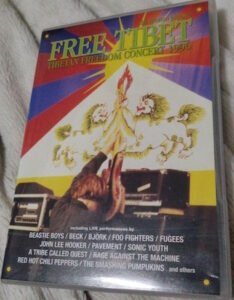 FREE TIBET
TIBETAN FREEDOM CONCERT 1996
including LIVE performances by
BEASTIE BOYS / BECK / BJÖRK / FOO FIGHTERS / FUGEES
JOHN LEE HOOKER / PAVEMENT / SONIC YOUTH
A TRIBE CALLED QUEST / RAGE AGAINST THE MACHINE
RED HOT CHILI PEPPERS / THE SMASHING PUMPUKINS and others